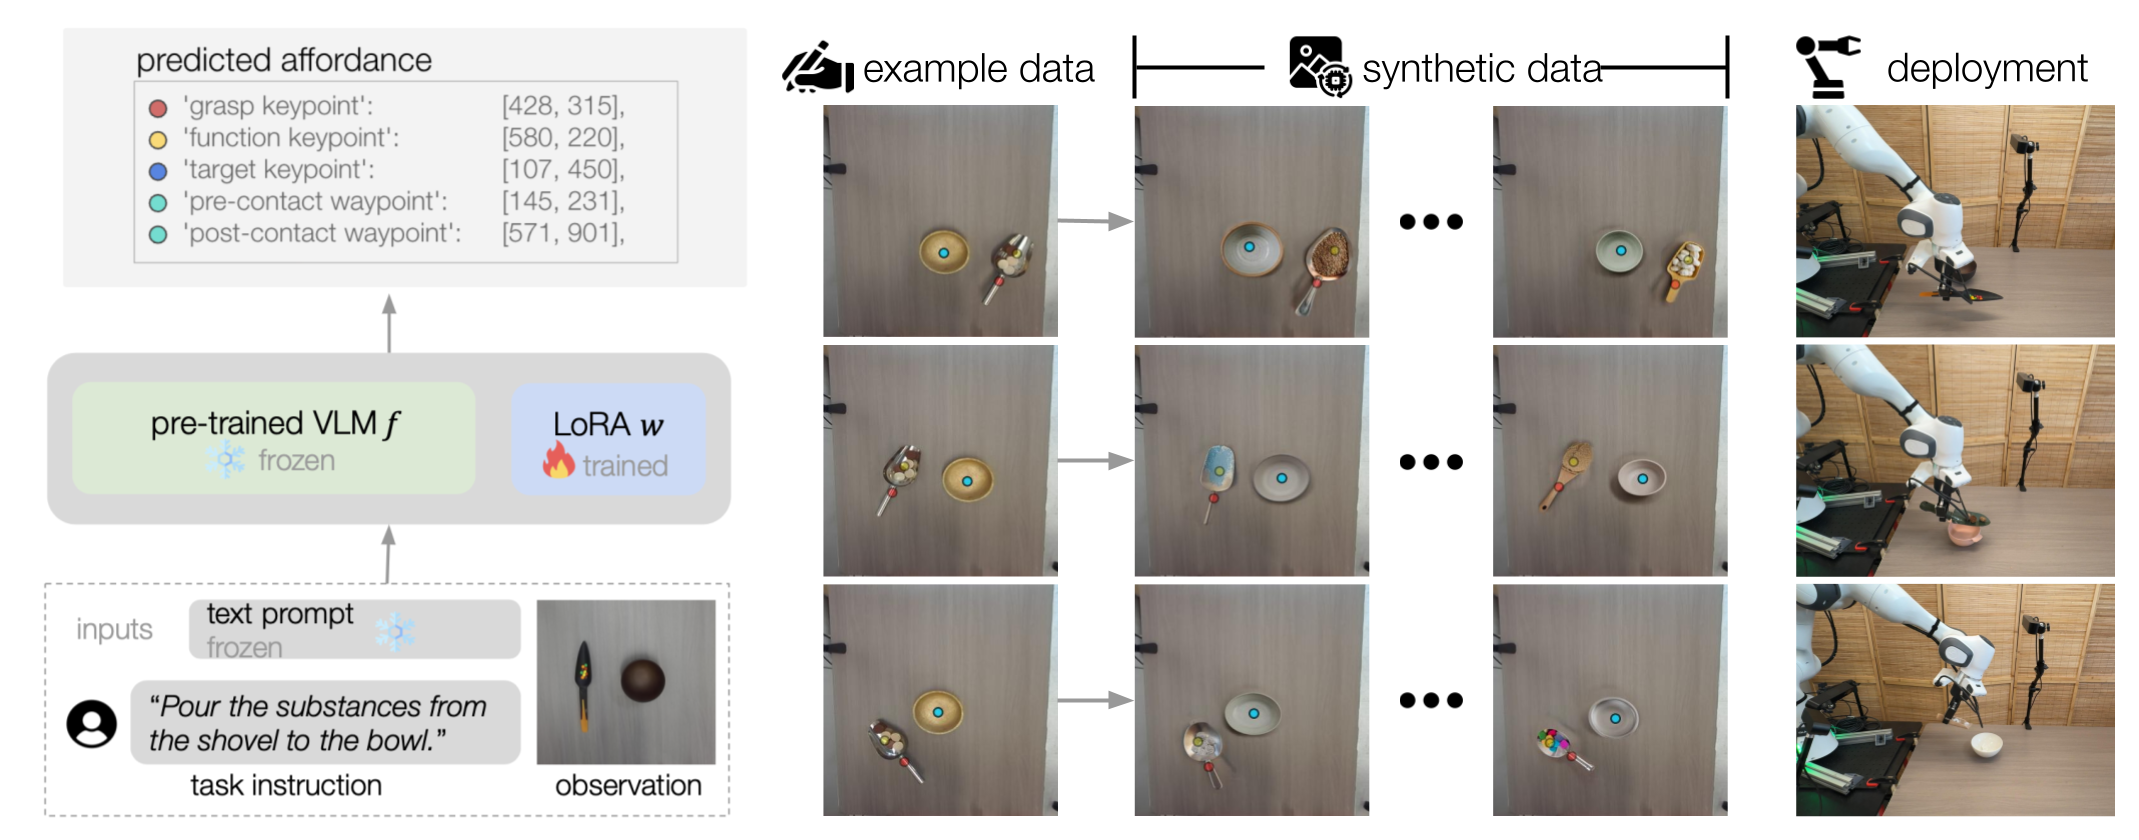 predicted affordance
'grasp keypoint': [428, 315],
'function keypoint': [580, 220],
'target keypoint': [107, 450],
'pre-contact waypoint': [145, 231],
'post-contact waypoint': [571, 901],
pre-trained VLM f
frozen
LoRA w
trained
inputs
text prompt
frozen
“Pour the substances from
the shovel to the bowl.”
task instruction
observation
example data
synthetic data
deployment